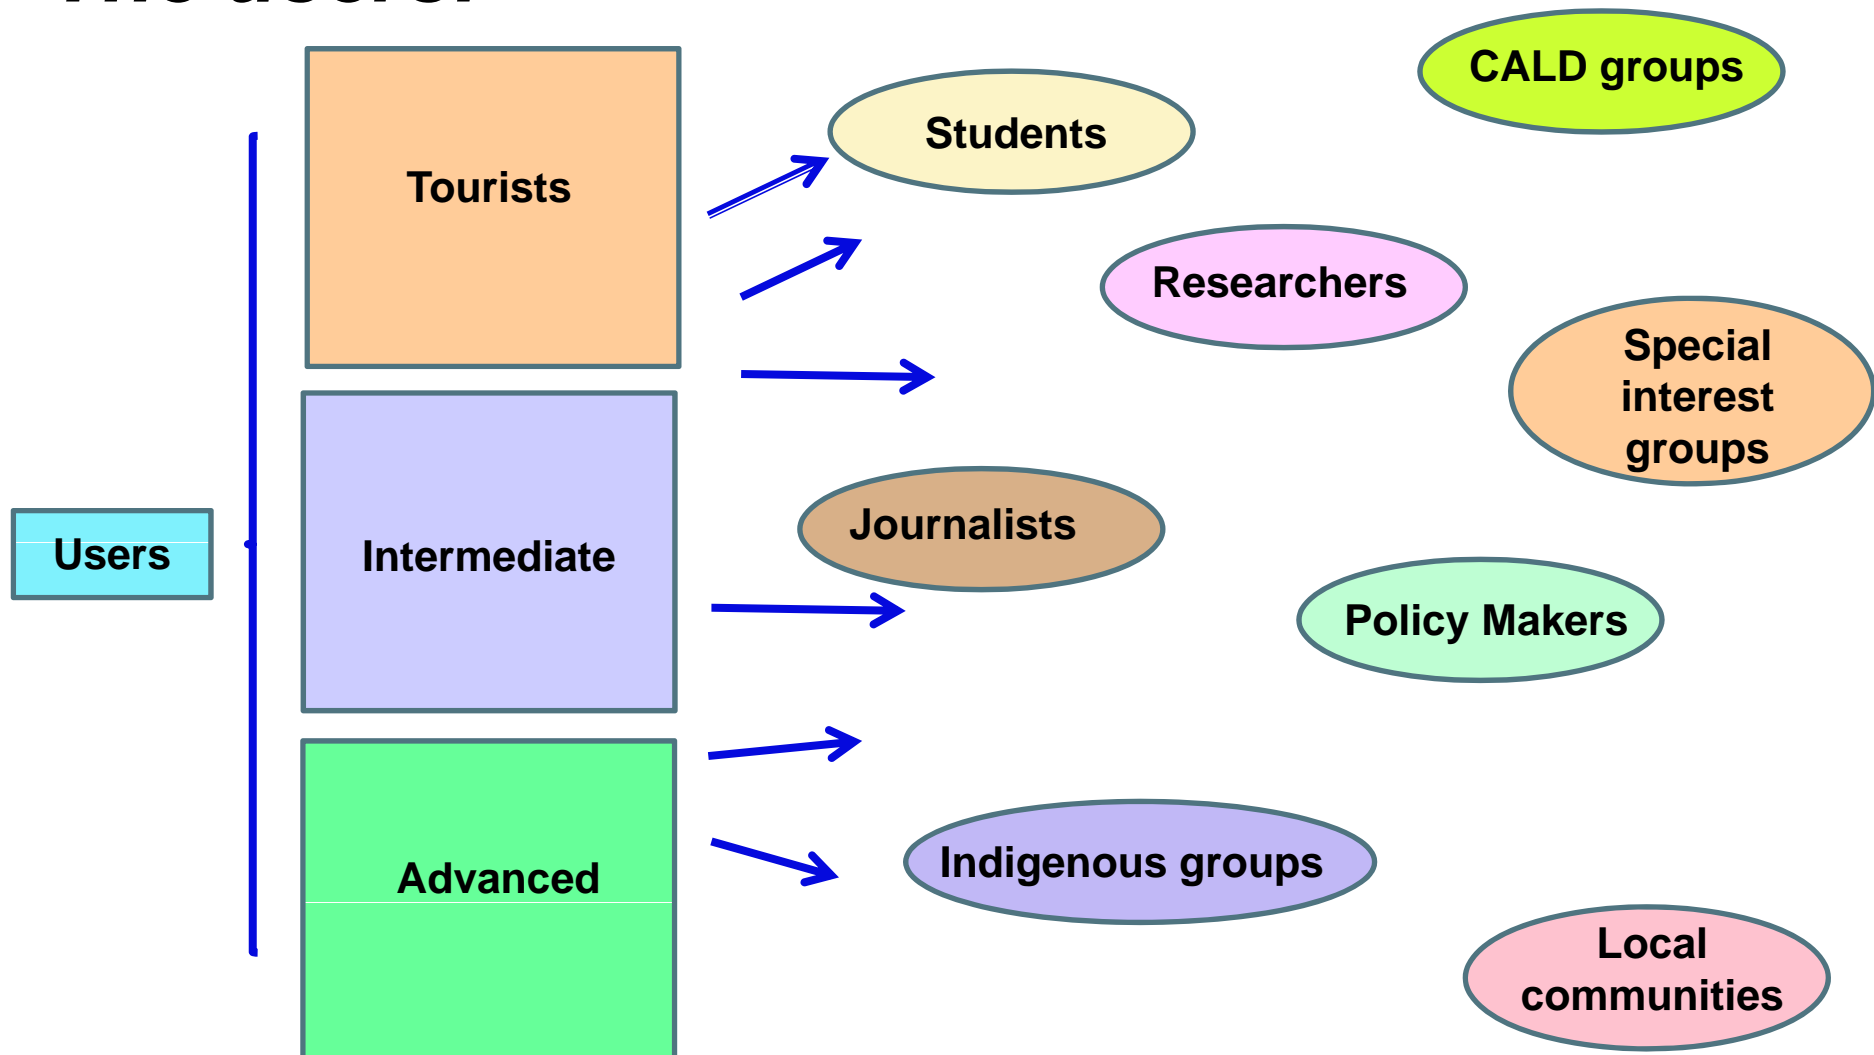 Users
Tourists
Intermediate
Advanced
Students
CALD groups
Researchers
Special
interest
groups
Journalists
Policy Makers
Indigenous groups
Local
communities